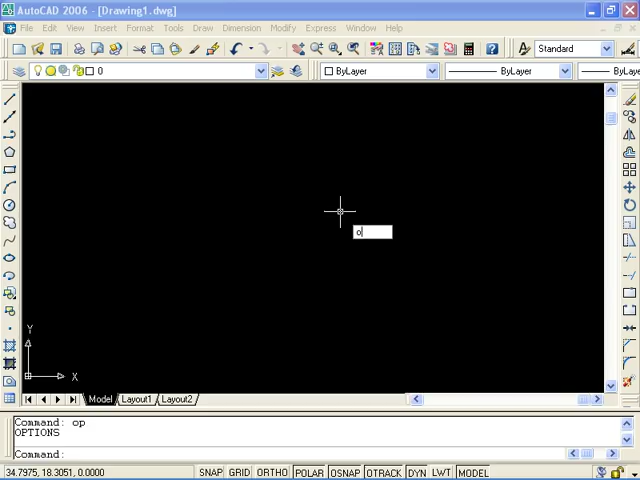 AutoCAD 2006 - [Drawing1.dwg]
File Edit View Insert Format Tools Draw Dimension Modify Express Window Help
Standard
0 ByLayer ByLayer ByLaye
o
Y
X
Model Layout1 Layout2
Command: op
OPTIONS
Command:
34.7975, 18.3051, 0.0000 SNAP GRID ORTHO POLAR OSNAP OTRACK DYN LWT MODEL